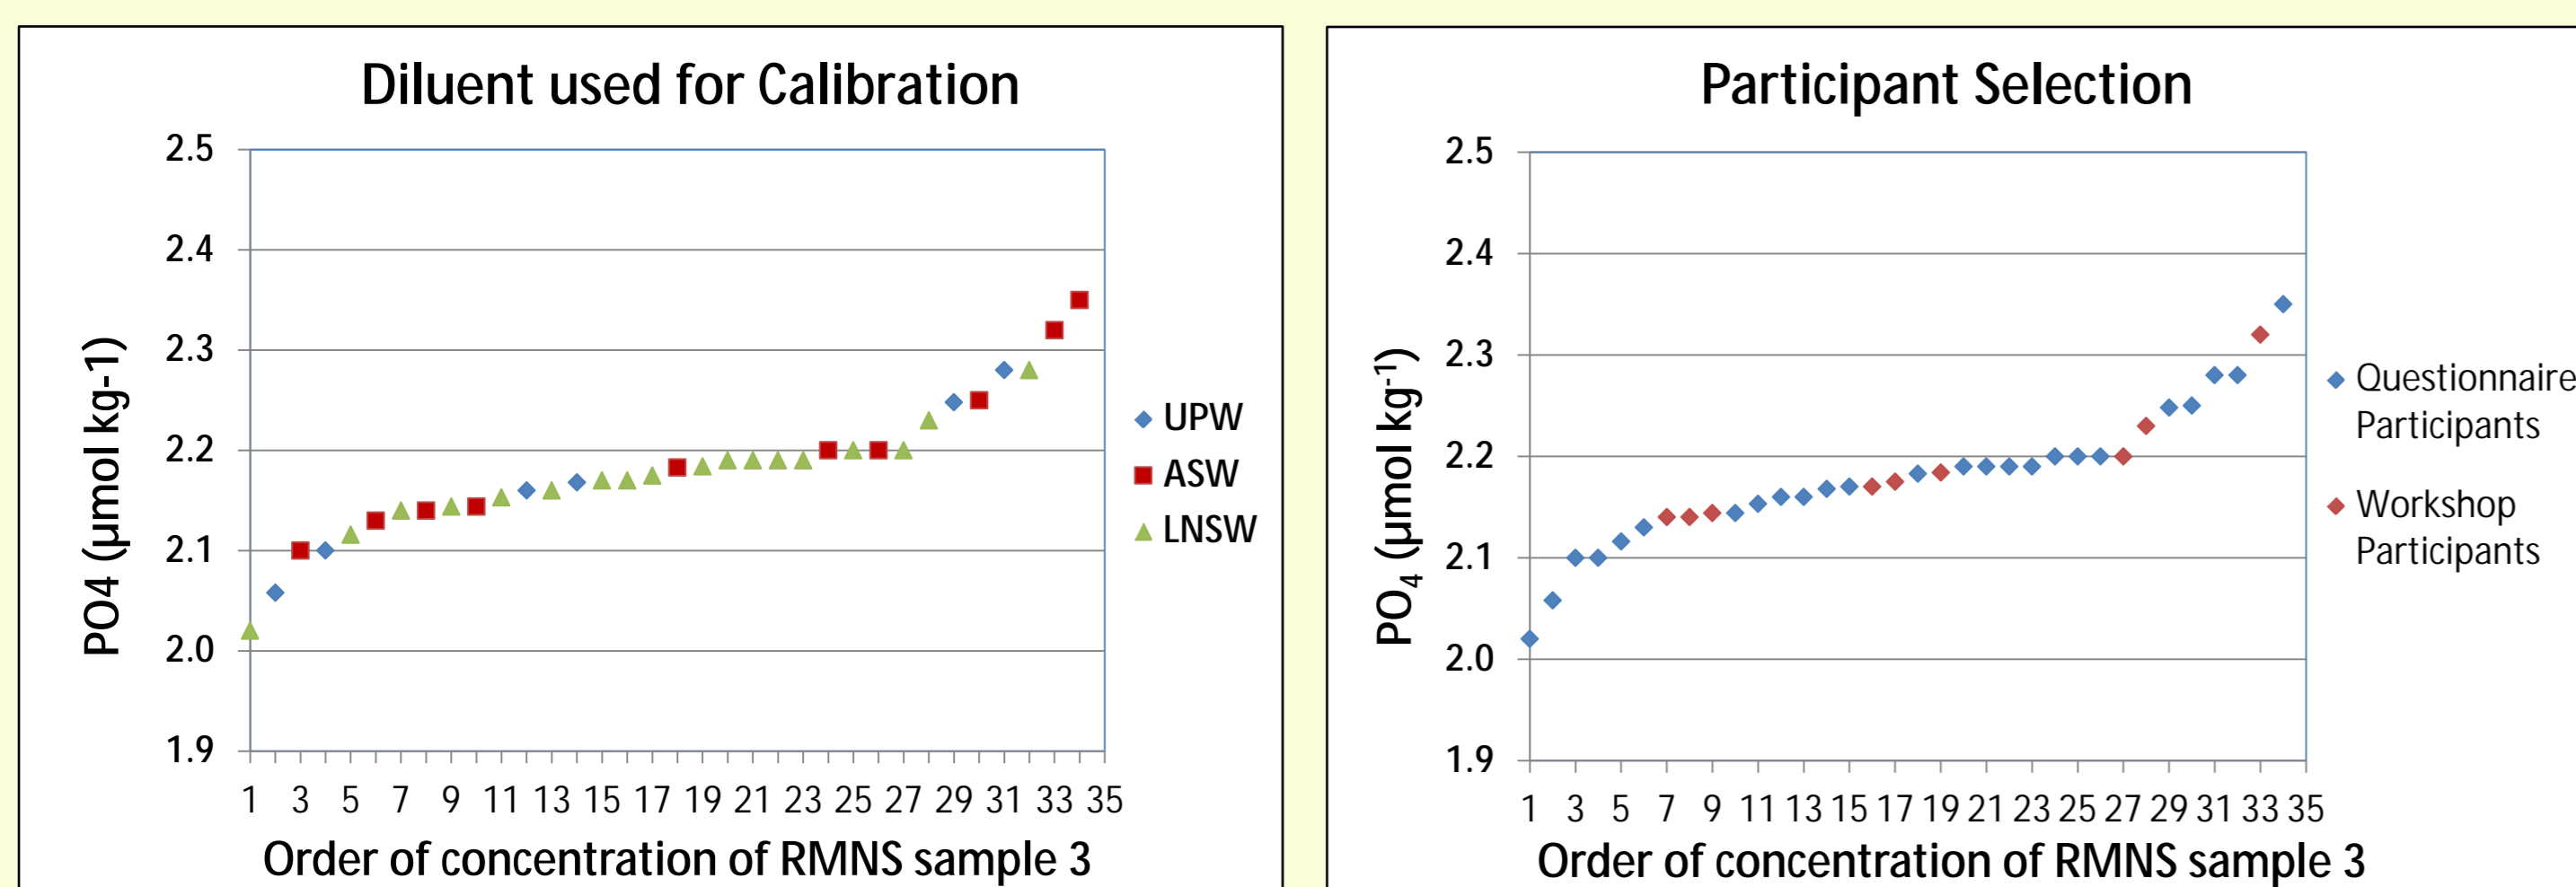 Diluent used for Calibration
2.5
2.4
2.3
2.2
2.1
2.0
1.9
PO4 (µmol kg-1)
1 3 5 7 9 11 13 15 17 19 21 23 25 27 29 31 33 35
Order of concentration of RMNS sample 3
UPW
ASW
LNSW
Participant Selection
2.5
2.4
2.3
2.2
2.1
2.0
1.9
PO₄ (µmol kg⁻¹)
1 3 5 7 9 11 13 15 17 19 21 23 25 27 29 31 33 35
Order of concentration of RMNS sample 3
Questionnaire
Participants
Workshop
Participants